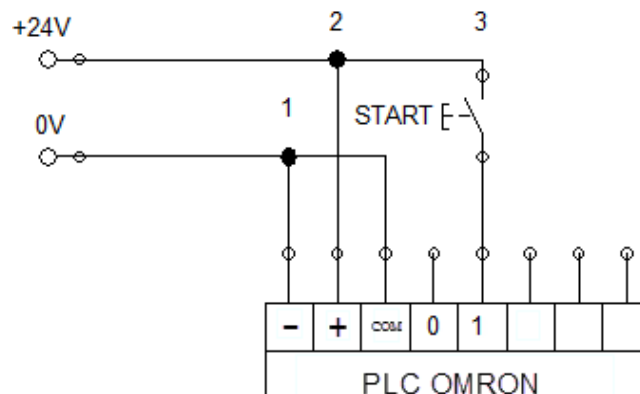 +24V
2
3
1
START
0V
- + COM 0 1
PLC OMRON